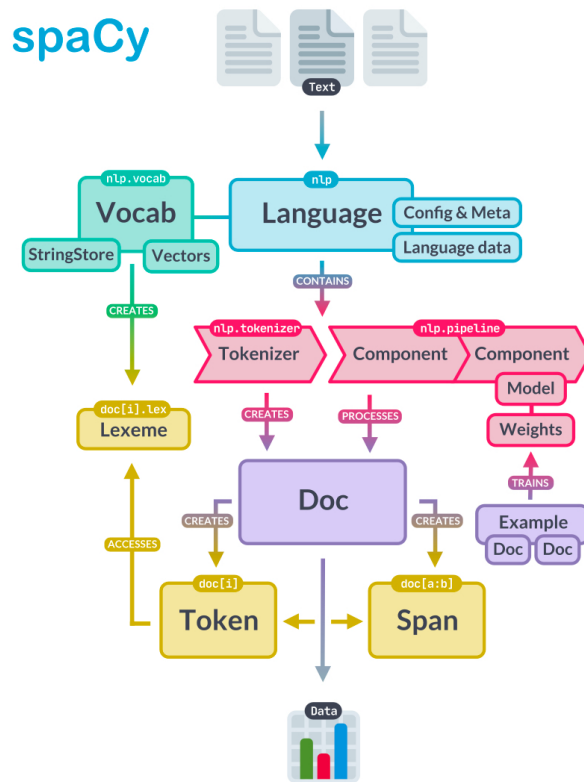 spaCy
Text
nlp.vocab
Vocab
StringStore
Vectors
nlp
Language
Config & Meta
Language data
CREATES
CONTAINS
nlp.tokenizer
Tokenizer
nlp.pipeline
Component
Component
Model
Weights
doc[i].lex
Lexeme
CREATES
PROCESSES
TRAINS
Doc
Example
Doc
Doc
CREATES
CREATES
ACCESSES
doc[i]
Token
doc[a:b]
Span
Data